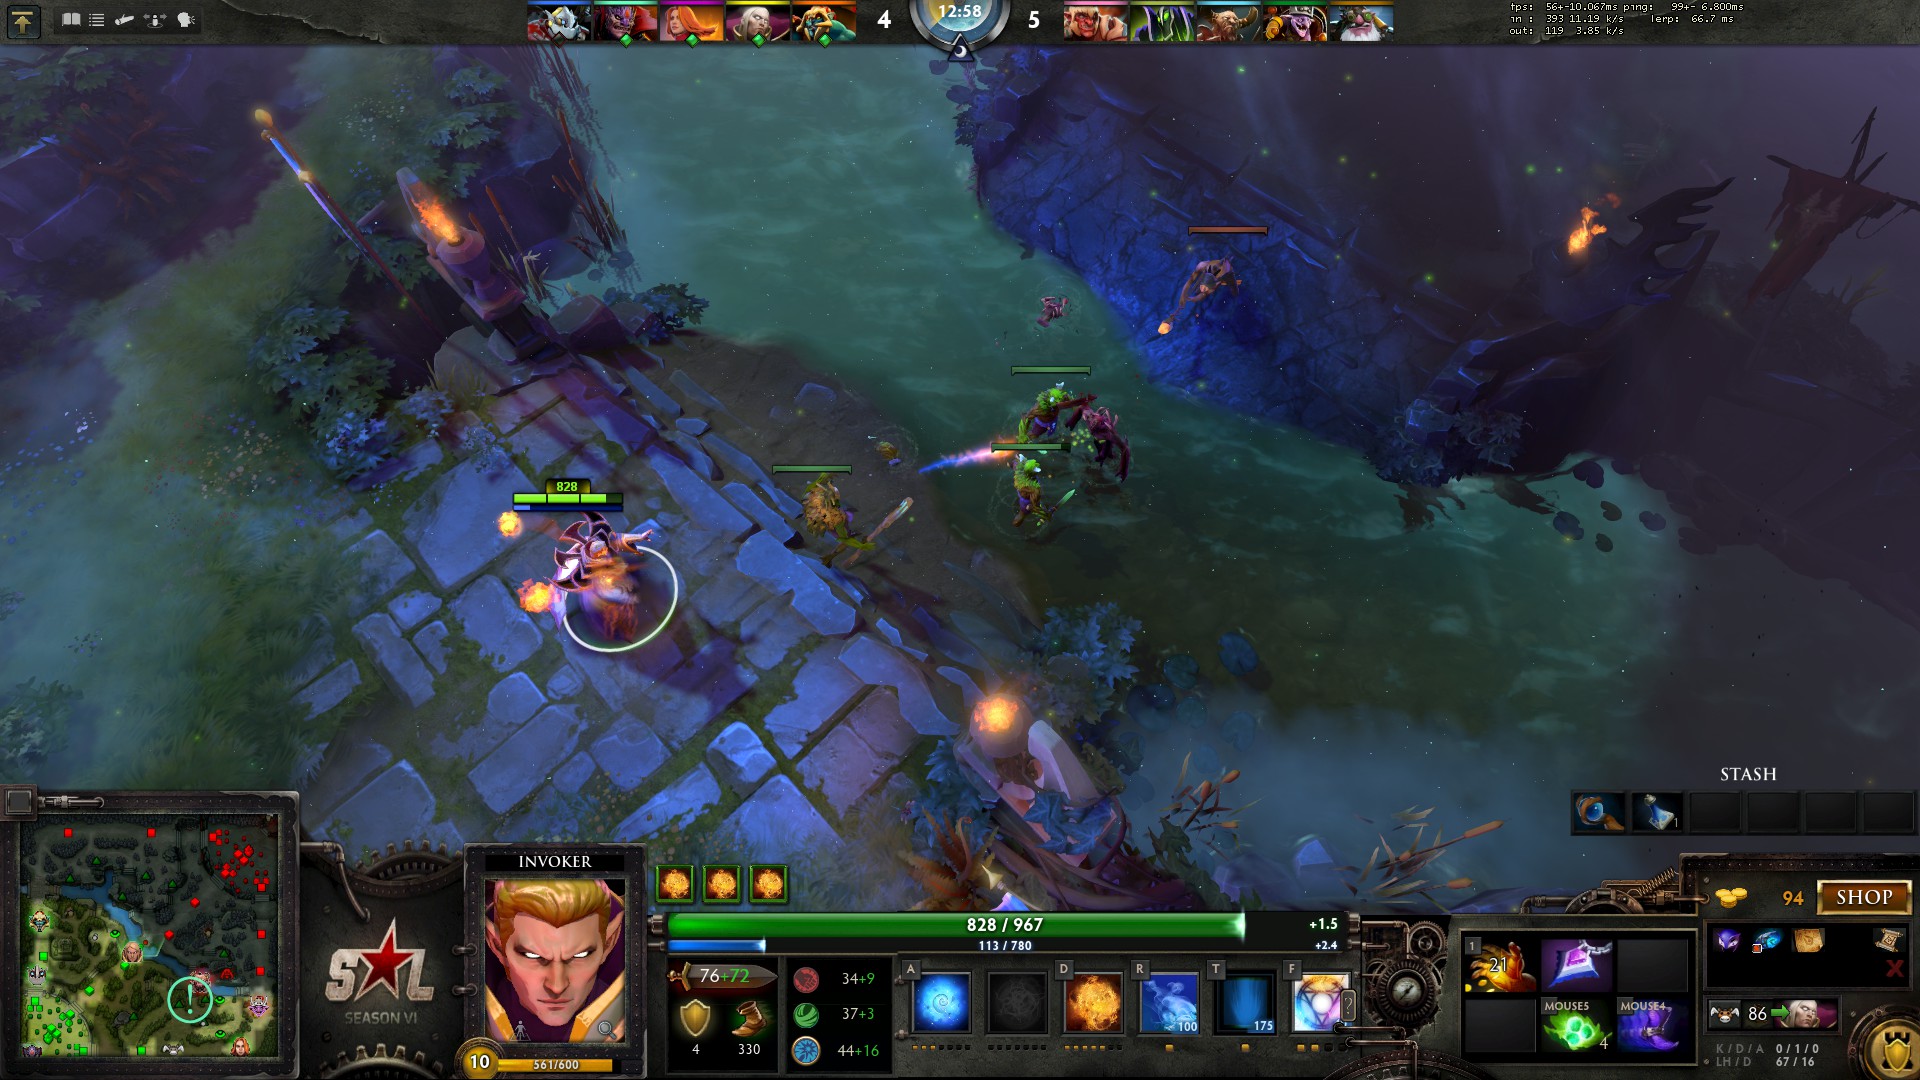 4
12:58
5
fps: 56+-10.067ms ping: 99+- 6.800ms
in : 393 11.19 k/s lerp: 66.7 ms
out: 119 3.85 k/s
828
STASH
1
INVOKER
828 / 967
+1.5
113 / 780
+2.4
SL
SEASON VI
76+72
4
330
34+9
37+3
44+16
A
D
R
100
T
175
F
?
10
561/600
1
21
MOUSE5
4
MOUSE4
94
SHOP
86
K / D / A 0/1/0
LH / D 67 / 16